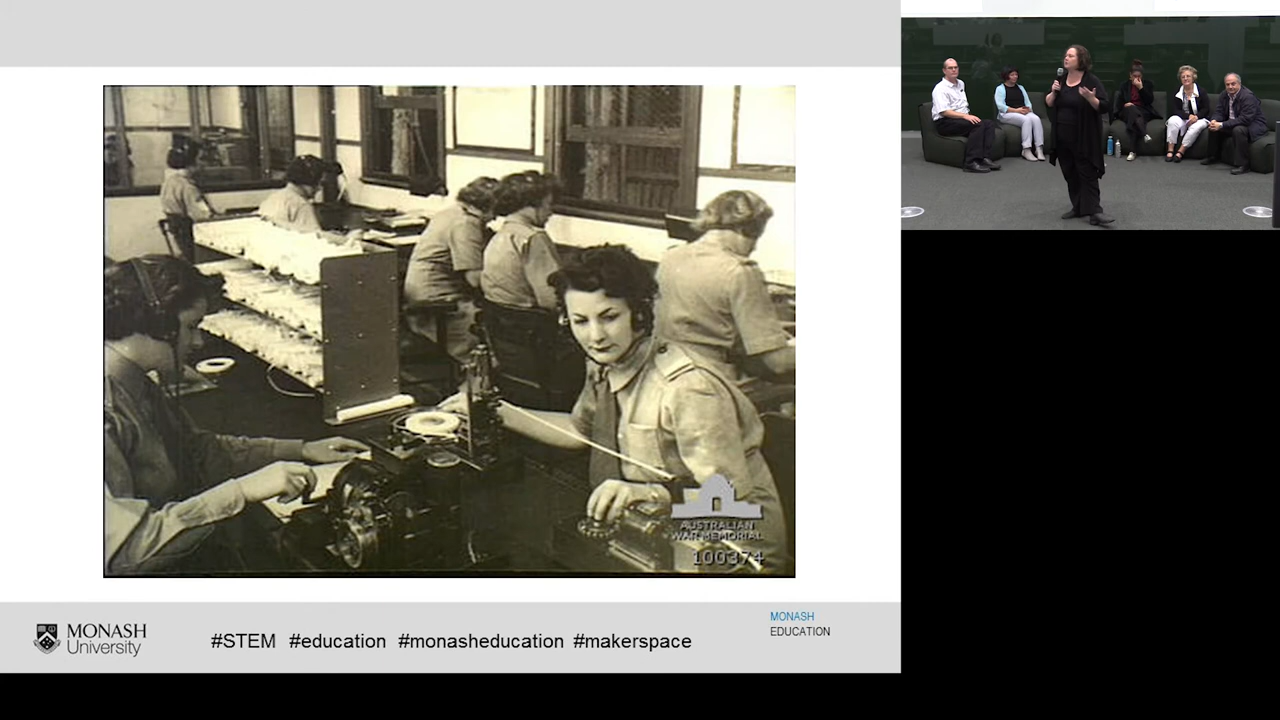 AUSTRALIAN
WAR MEMORIAL
100374
MONASH
University
#STEM #education #monasheducation #makerspace
MONASH
EDUCATION